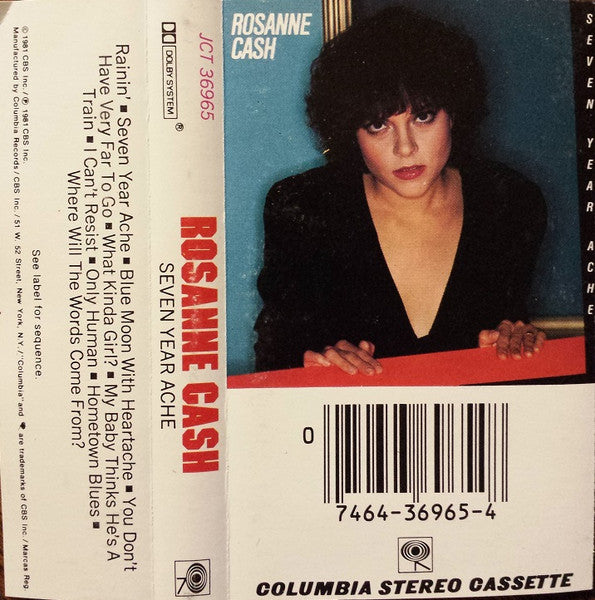 © 1981 CBS Inc./℗ 1981 CBS Inc.
Manufactured by Columbia Records/CBS Inc./51 W. 52 Street, New York, N.Y./"Columbia" and are trademarks of CBS Inc./Marcas Reg.
See label for sequence.
Rainin' ■ Seven Year Ache ■ Blue Moon With Heartache ■ You Don't
Have Very Far To Go ■ What Kinda Girl? ■ My Baby Thinks He's A
Train ■ I Can't Resist ■ Only Human ■ Hometown Blues ■
Where Will The Words Come From?
DOLBY SYSTEM ®
JCT 36965
ROSANNE CASH
SEVEN YEAR ACHE
ROSANNE
CASH
SEVEN YEAR ACHE
0
7464-36965-4
COLUMBIA STEREO CASSETTE